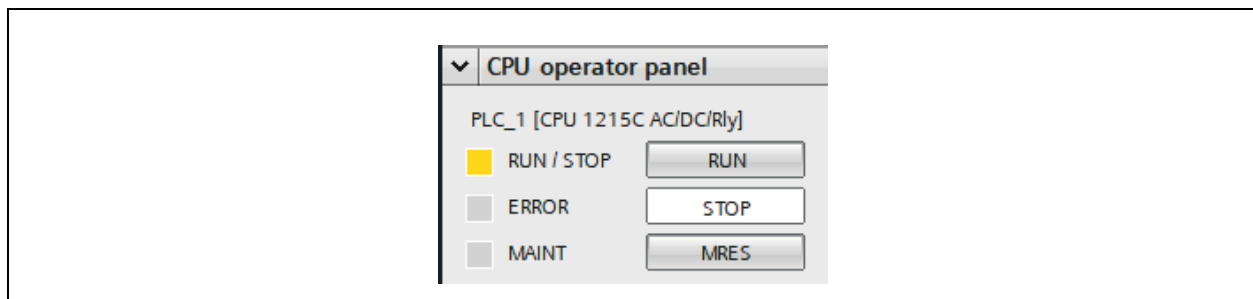 CPU operator panel
PLC_1 [CPU 1215C AC/DC/Rly]
RUN / STOP RUN
ERROR STOP
MAINT MRES